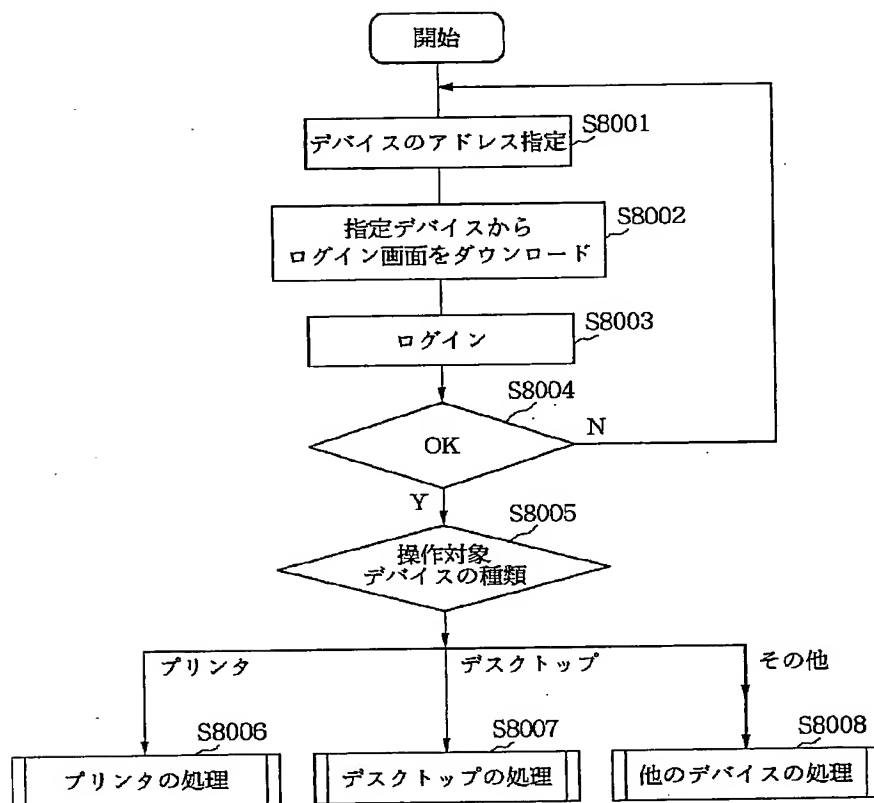 開始
デバイスのアドレス指定
S8001
指定デバイスから
ログイン画面をダウンロード
S8002
ログイン
S8003
OK
S8004
N
Y
操作対象
デバイスの種類
S8005
プリンタ
デスクトップ
その他
S8006
プリンタの処理
S8007
デスクトップの処理
S8008
他のデバイスの処理